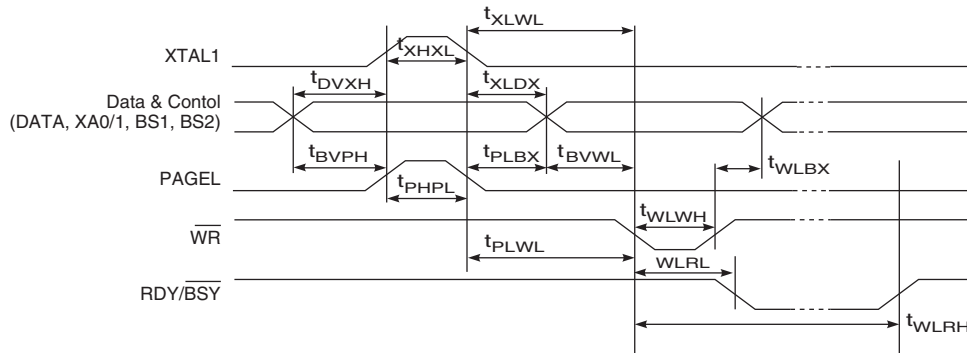 tXLWL
XTAL1
tXHXL
tDVXH
tXLDX
Data & Contol
(DATA, XA0/1, BS1, BS2)
tBVPH
tPLBX
tBVWL
tWLBX
PAGEL
tPHPL
WR
tWLWH
tPLWL
WLRL
RDY/BSY
tWLRH